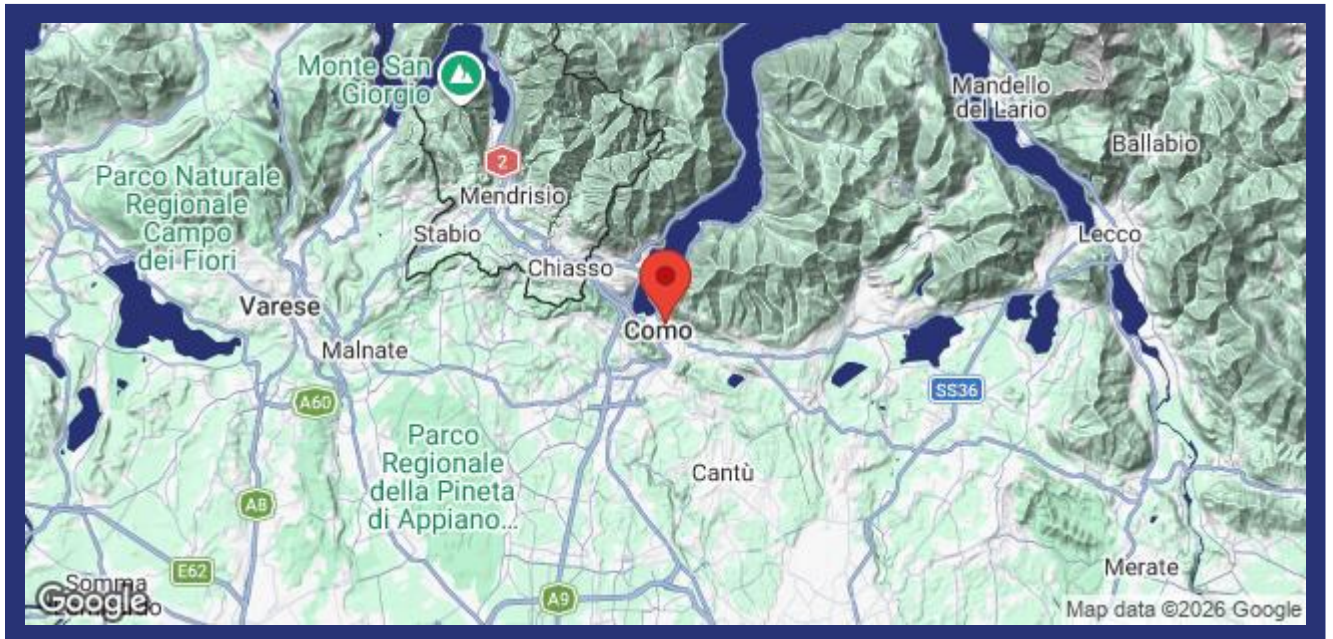 Monte San
Giorgio
Mandello
del Lario
Ballabio
2
Parco Naturale
Regionale
Campo
dei Fiori
Mendrisio
Stabio
Lecco
Chiasso
Varese
Como
Malnate
A60
SS36
Parco
Regionale
della Pineta
di Appiano...
Cantù
A8
E62
Merate
Somma
A9
Google
Map data ©2026 Google